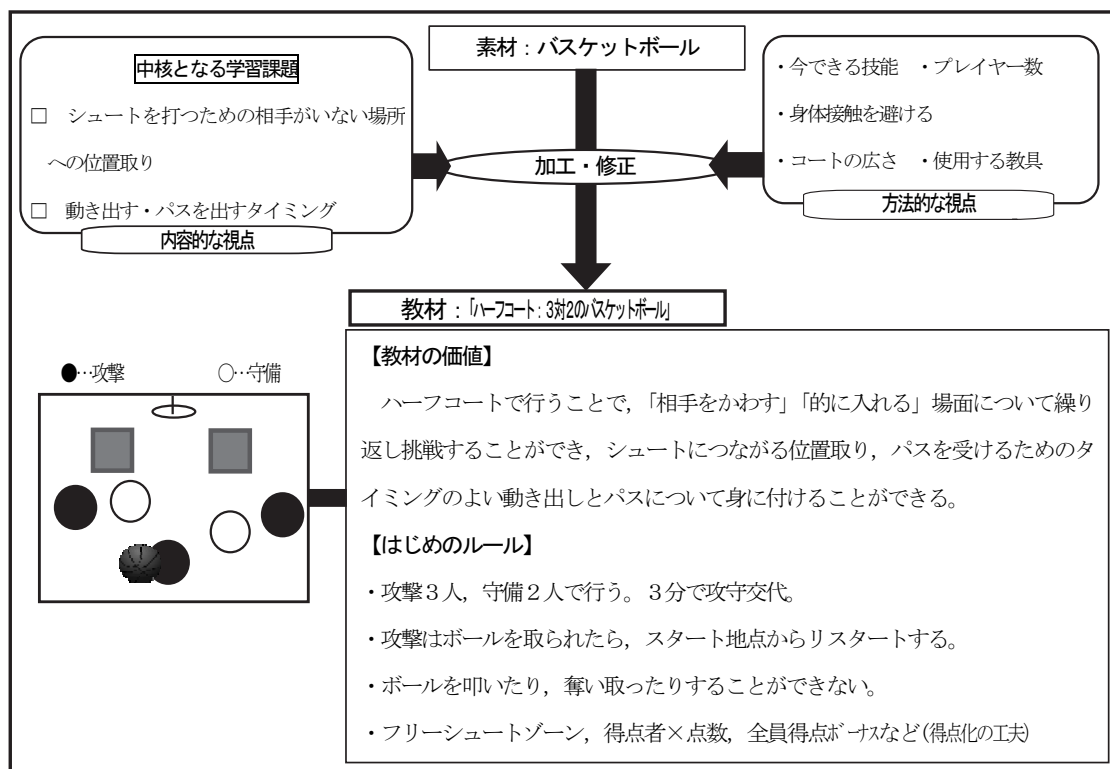 素材：バスケットボール
中核となる学習課題
□　シュートを打つための相手がいない場所
への位置取り
□　動き出す・パスを出すタイミング
内容的な視点
加工・修正
・今できる技能　・プレイヤー数
・身体接触を避ける
・コートの広さ　・使用する教具
方法的な視点
教材：「ハーフコート：3対2のバスケットボール」
●…攻撃　○…守備
【教材の価値】
　ハーフコートで行うことで，「相手をかわす」「的に入れる」場面について繰り
返し挑戦することができ，シュートにつながる位置取り，パスを受けるためのタ
イミングのよい動き出しとパスについて身に付けることができる。
【はじめのルール】
・攻撃３人，守備２人で行う。３分で攻守交代。
・攻撃はボールを取られたら，スタート地点からリスタートする。
・ボールを叩いたり，奪い取ったりすることができない。
・フリーシュートゾーン，得点者×点数，全員得点ボーナスなど(得点化の工夫)